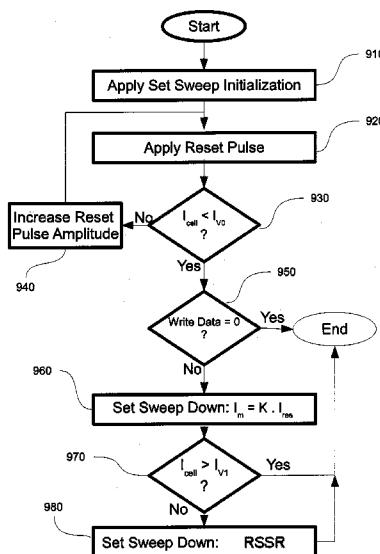 Start
910
Apply Set Sweep Initialization
920
Apply Reset Pulse
930
I_cell < I_V0
?
No
Increase Reset
Pulse Amplitude
940
Yes
950
Write Data = 0
?
Yes
End
No
960
Set Sweep Down: I_m = K . I_res
970
I_cell > I_V1
?
Yes
No
980
Set Sweep Down: RSSR